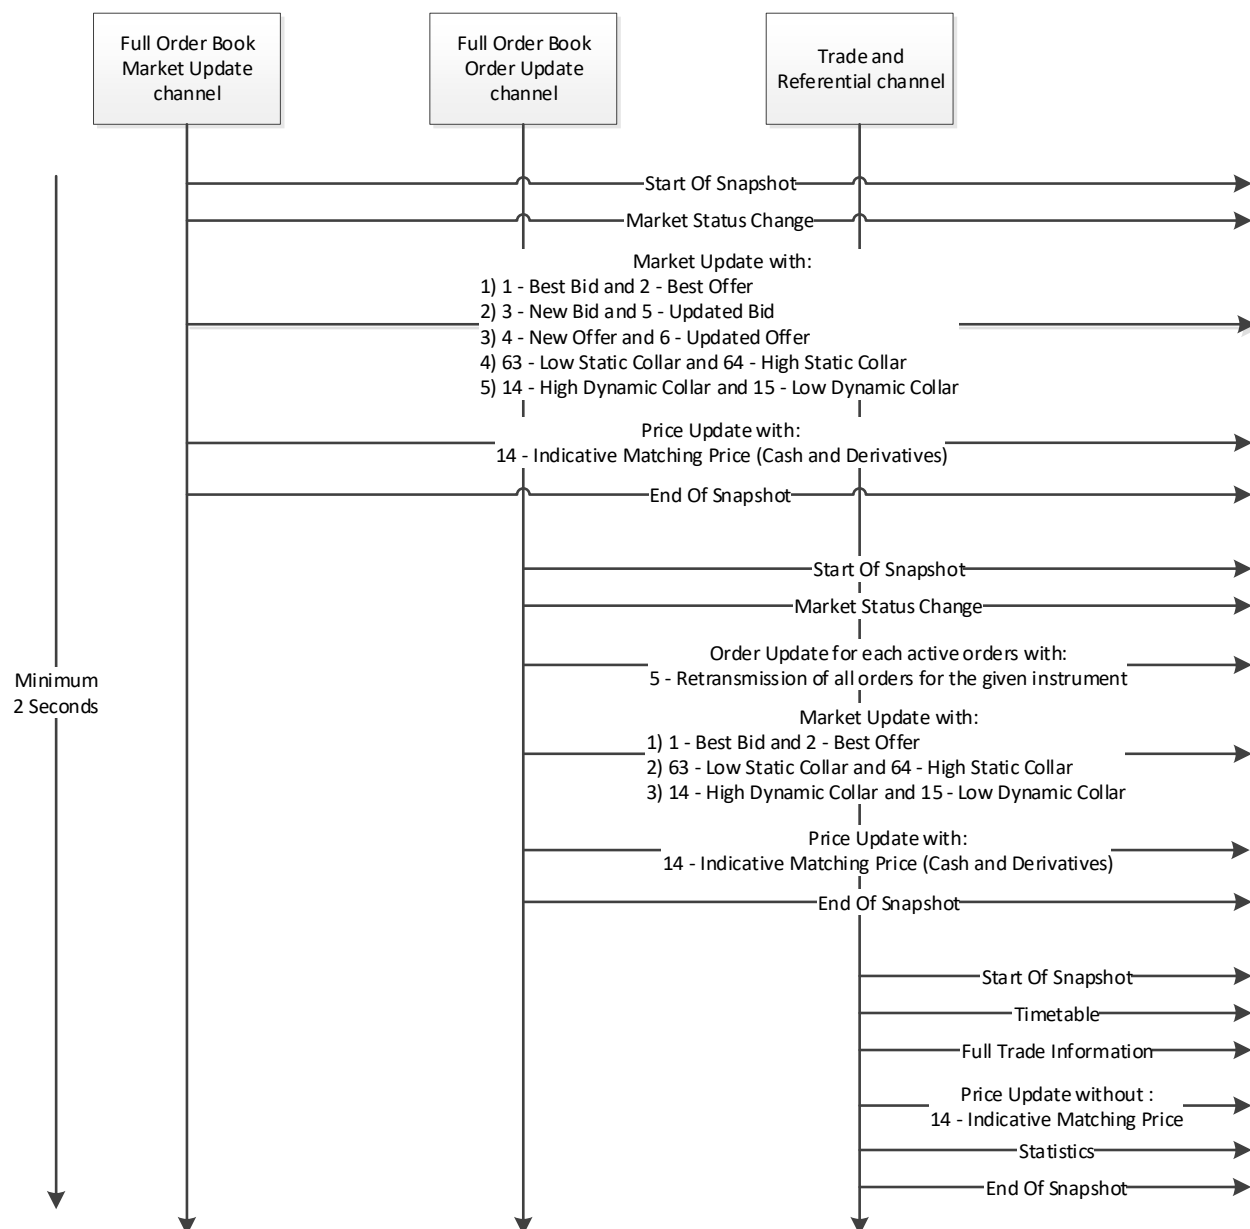 Full Order Book
Market Update
channel
Full Order Book
Order Update
channel
Trade and
Referential channel
Start Of Snapshot
Market Status Change
Market Update with:
1) 1 - Best Bid and 2 - Best Offer
2) 3 - New Bid and 5 - Updated Bid
3) 4 - New Offer and 6 - Updated Offer
4) 63 - Low Static Collar and 64 - High Static Collar
5) 14 - High Dynamic Collar and 15 - Low Dynamic Collar
Price Update with:
14 - Indicative Matching Price (Cash and Derivatives)
End Of Snapshot
Start Of Snapshot
Market Status Change
Order Update for each active orders with:
5 - Retransmission of all orders for the given instrument
Minimum
2 Seconds
Market Update with:
1) 1 - Best Bid and 2 - Best Offer
2) 63 - Low Static Collar and 64 - High Static Collar
3) 14 - High Dynamic Collar and 15 - Low Dynamic Collar
Price Update with:
14 - Indicative Matching Price (Cash and Derivatives)
End Of Snapshot
Start Of Snapshot
Timetable
Full Trade Information
Price Update without :
14 - Indicative Matching Price
Statistics
End Of Snapshot